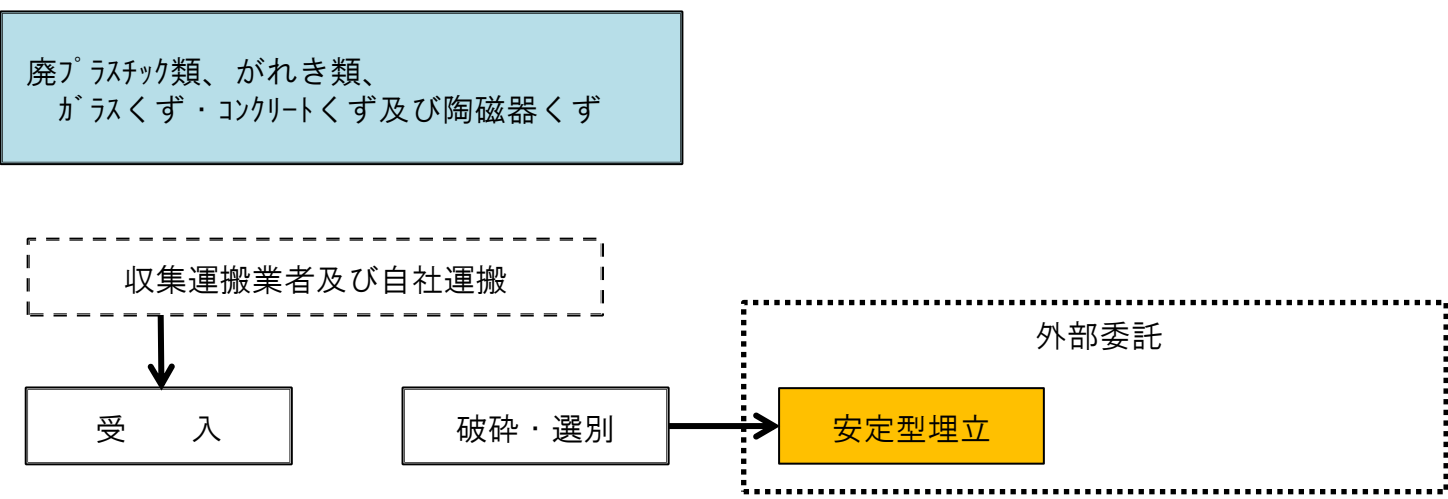 廃ﾌﾟﾗｽﾁｯｸ類、がれき類、
ｶﾞﾗｽくず・ｺﾝｸﾘｰﾄくず及び陶磁器くず
収集運搬業者及び自社運搬
外部委託
受　　入
破砕・選別
安定型埋立